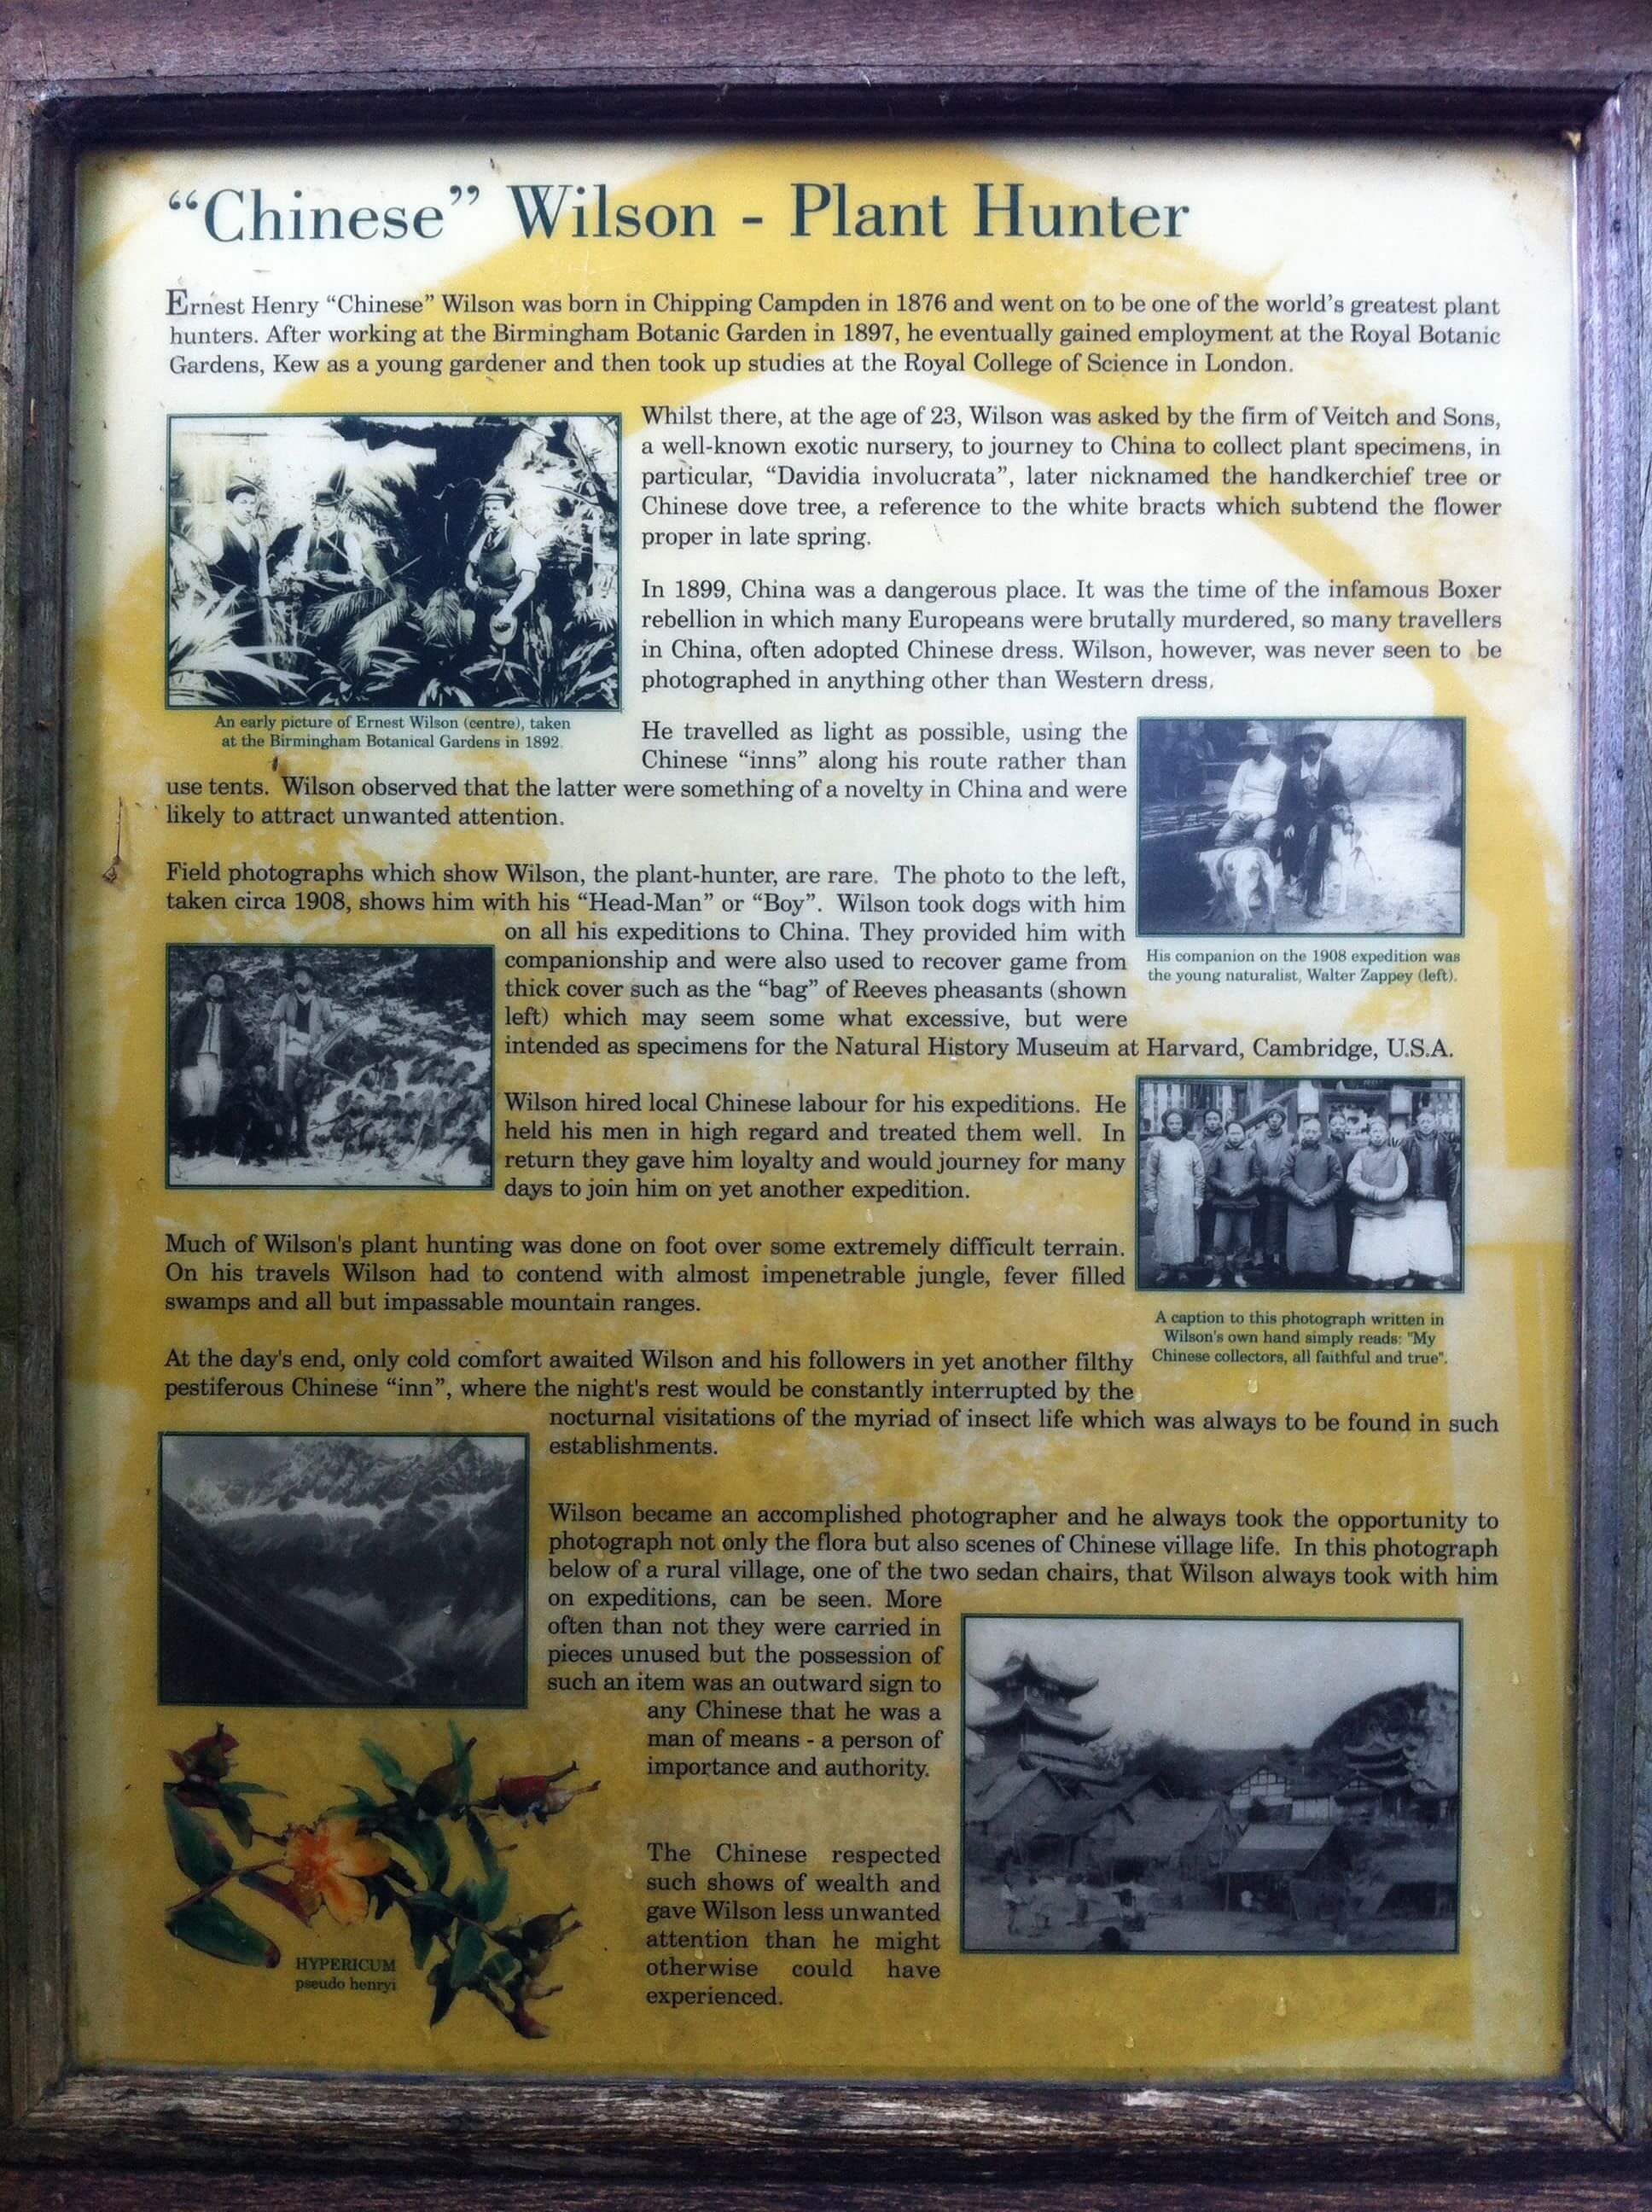 “Chinese” Wilson - Plant Hunter
Ernest Henry “Chinese” Wilson was born in Chipping Campden in 1876 and went on to be one of the world's greatest plant
hunters. After working at the Birmingham Botanic Garden in 1897, he eventually gained employment at the Royal Botanic
Gardens, Kew as a young gardener and then took up studies at the Royal College of Science in London.
Whilst there, at the age of 23, Wilson was asked by the firm of Veitch and Sons,
a well-known exotic nursery, to journey to China to collect plant specimens, in
particular, “Davidia involucrata”, later nicknamed the handkerchief tree or
Chinese dove tree, a reference to the white bracts which subtend the flower
proper in late spring.
In 1899, China was a dangerous place. It was the time of the infamous Boxer
rebellion in which many Europeans were brutally murdered, so many travellers
in China, often adopted Chinese dress. Wilson, however, was never seen to be
photographed in anything other than Western dress.
An early picture of Ernest Wilson (centre), taken
at the Birmingham Botanical Gardens in 1892.
He travelled as light as possible, using the
Chinese “inns” along his route rather than
use tents. Wilson observed that the latter were something of a novelty in China and were
likely to attract unwanted attention.
Field photographs which show Wilson, the plant-hunter, are rare. The photo to the left,
taken circa 1908, shows him with his “Head-Man” or “Boy”. Wilson took dogs with him
on all his expeditions to China. They provided him with
companionship and were also used to recover game from
thick cover such as the “bag” of Reeves pheasants (shown
left) which may seem some what excessive, but were
intended as specimens for the Natural History Museum at Harvard, Cambridge, U.S.A.
His companion on the 1908 expedition was
the young naturalist, Walter Zappey (left).
Wilson hired local Chinese labour for his expeditions. He
held his men in high regard and treated them well. In
return they gave him loyalty and would journey for many
days to join him on yet another expedition.
Much of Wilson's plant hunting was done on foot over some extremely difficult terrain.
On his travels Wilson had to contend with almost impenetrable jungle, fever filled
swamps and all but impassable mountain ranges.
A caption to this photograph written in
Wilson's own hand simply reads: "My
Chinese collectors, all faithful and true".
At the day's end, only cold comfort awaited Wilson and his followers in yet another filthy
pestiferous Chinese “inn”, where the night's rest would be constantly interrupted by the
nocturnal visitations of the myriad of insect life which was always to be found in such
establishments.
Wilson became an accomplished photographer and he always took the opportunity to
photograph not only the flora but also scenes of Chinese village life. In this photograph
below of a rural village, one of the two sedan chairs, that Wilson always took with him
on expeditions, can be seen. More
often than not they were carried in
pieces unused but the possession of
such an item was an outward sign to
any Chinese that he was a
man of means - a person of
importance and authority.
The Chinese respected
such shows of wealth and
gave Wilson less unwanted
attention than he might
otherwise could have
experienced.
HYPERICUM
pseudo henryi